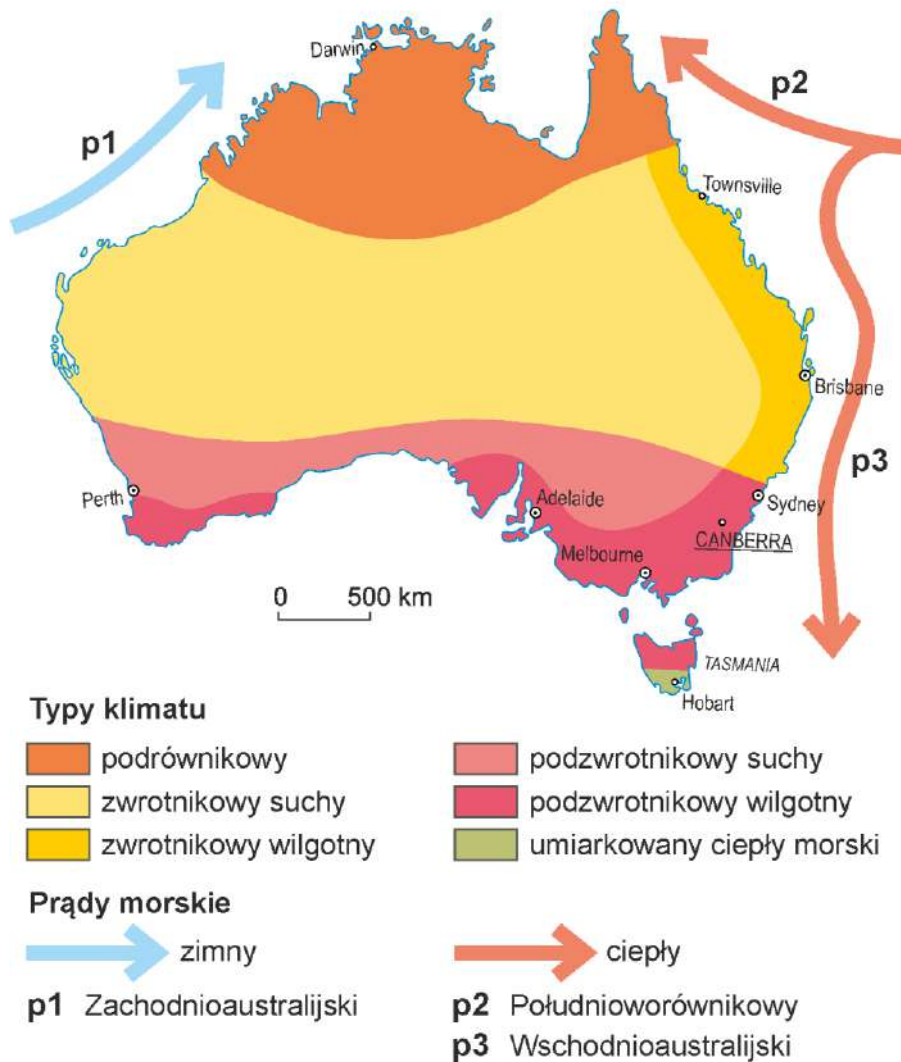 Darwin
p1
p2
Townsville
Brisbane
p3
Perth
Adelaide
Sydney
CANBERRA
Melbourne
0 500 km
TASMANIA
Hobart
Typy klimatu
podrównikowy
zwrotnikowy suchy
zwrotnikowy wilgotny
podzwrotnikowy suchy
podzwrotnikowy wilgotny
umiarkowany ciepły morski
Prądy morskie
zimny
p1 Zachodnioaustralijski
ciepły
p2 Południoworównikowy
p3 Wschodnioaustralijski